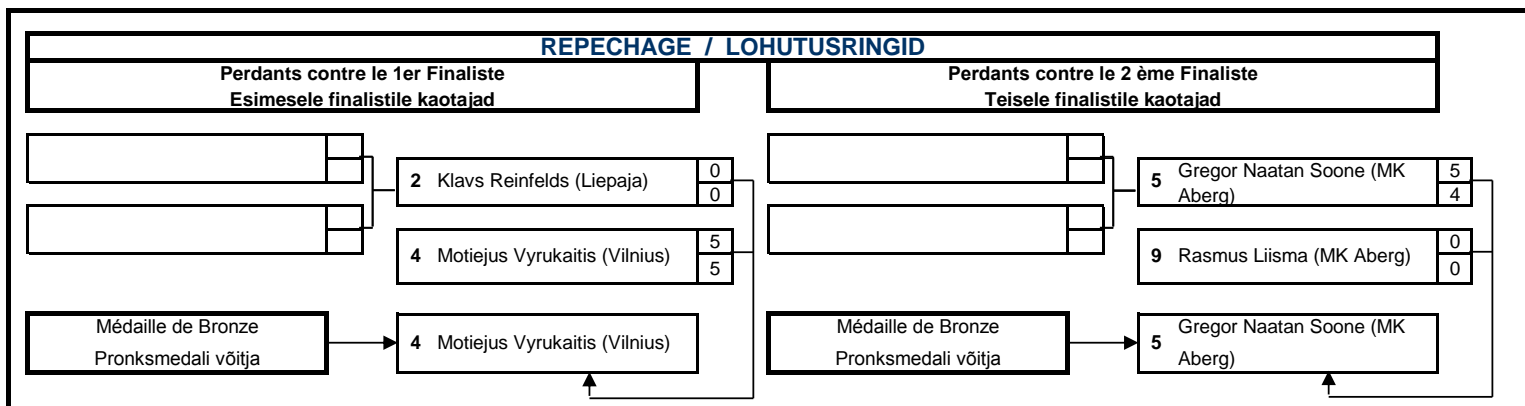 REPECHAGE / LOHUTUSRINGID
Perdants contre le 1er Finaliste
Esimesele finalistile kaotajad
Perdants contre le 2 ème Finaliste
Teisele finalistile kaotajad
2 Klavs Reinfelds (Liepaja) 0
0
4 Motiejus Vyrukaitis (Vilnius) 5
5
Médaille de Bronze
Pronksmedali võitja
4 Motiejus Vyrukaitis (Vilnius)
5 Gregor Naatan Soone (MK 5
Aberg) 4
9 Rasmus Liisma (MK Aberg) 0
0
Médaille de Bronze
Pronksmedali võitja
5 Gregor Naatan Soone (MK
Aberg)